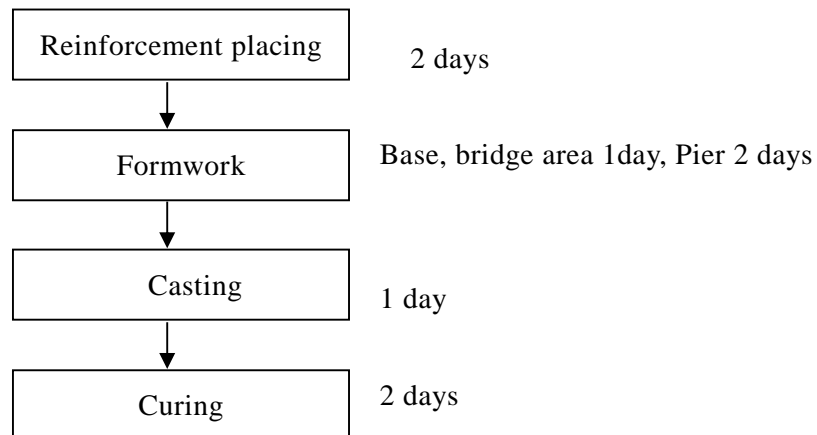 Reinforcement placing
2 days
Formwork
Base, bridge area 1day, Pier 2 days
Casting
1 day
Curing
2 days